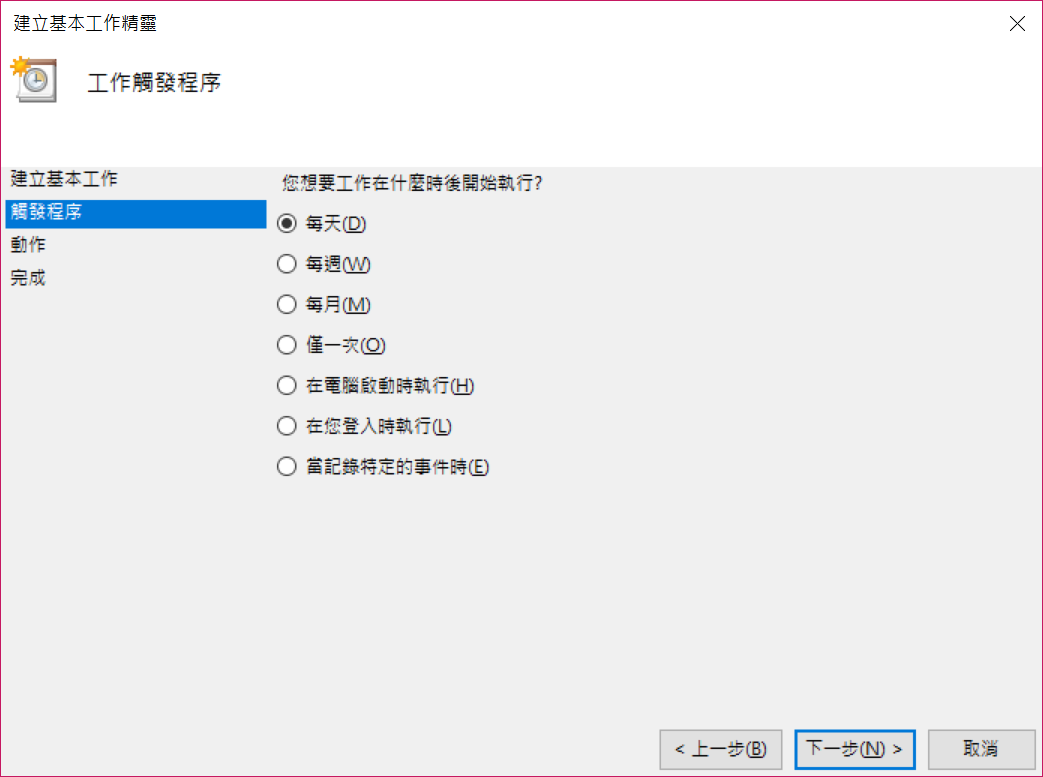 建立基本工作精靈
工作觸發程序
建立基本工作
觸發程序
動作
完成
您想要工作在什麼時後開始執行?
每天(D)
每週(W)
每月(M)
僅一次(O)
在電腦啟動時執行(H)
在您登入時執行(L)
當記錄特定的事件時(E)
< 上一步(B)
下一步(N) >
取消